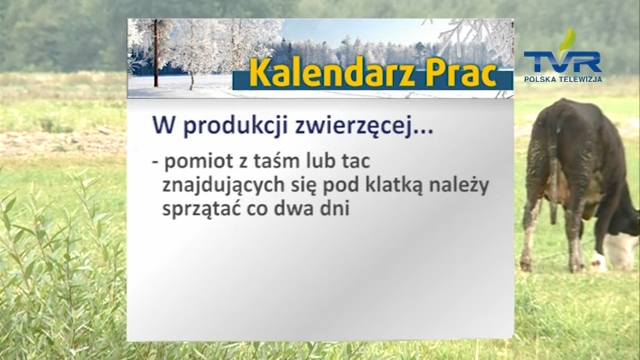 Kalendarz Prac
TVR
POLSKA TELEWIZJA
W produkcji zwierzęcej...
- pomiot z taśm lub tac
znajdujących się pod klatką należy
sprzątać co dwa dni